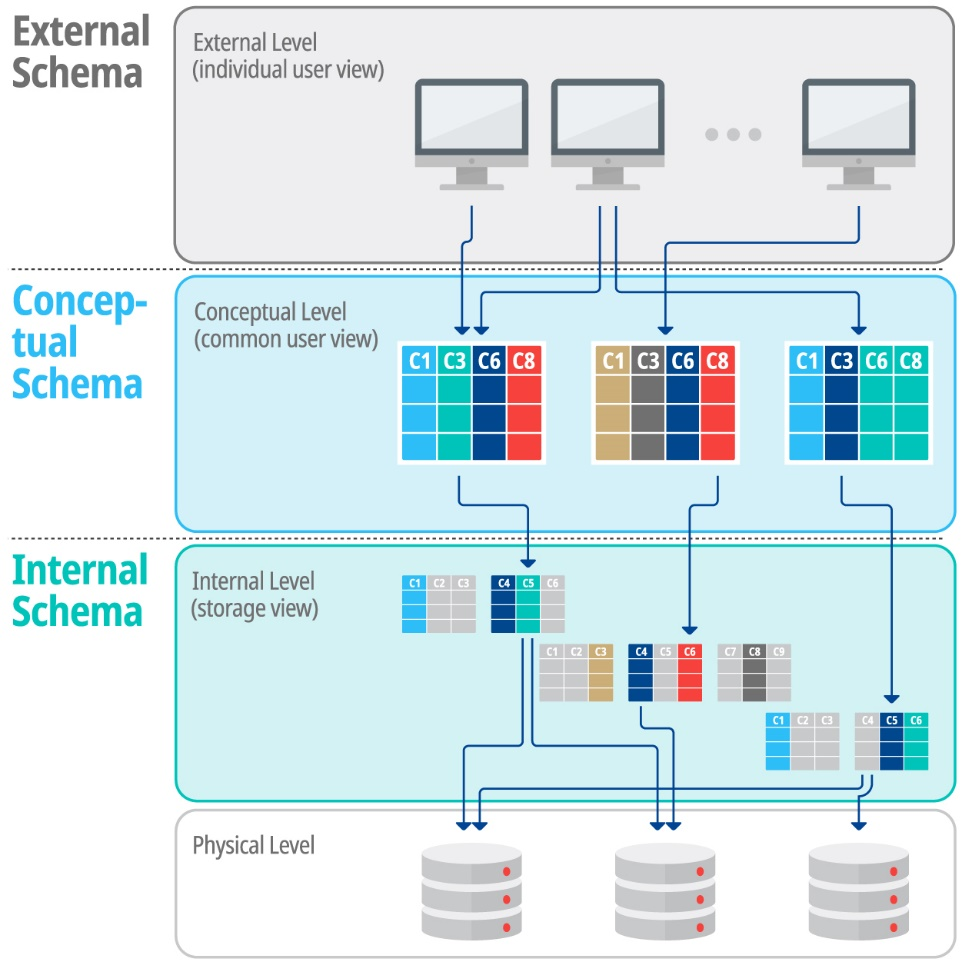 External
Schema
External Level
(individual user view)
Concep-
tual
Schema
Conceptual Level
(common user view)
C1 C3 C6 C8
C1 C3 C6 C8
C1 C3 C6 C8
Internal
Schema
Internal Level
(storage view)
C1 C2 C3
C4 C5 C6
C1 C2 C3
C4 C5 C6
C7 C8 C9
C1 C2 C3
C4 C5 C6
Physical Level